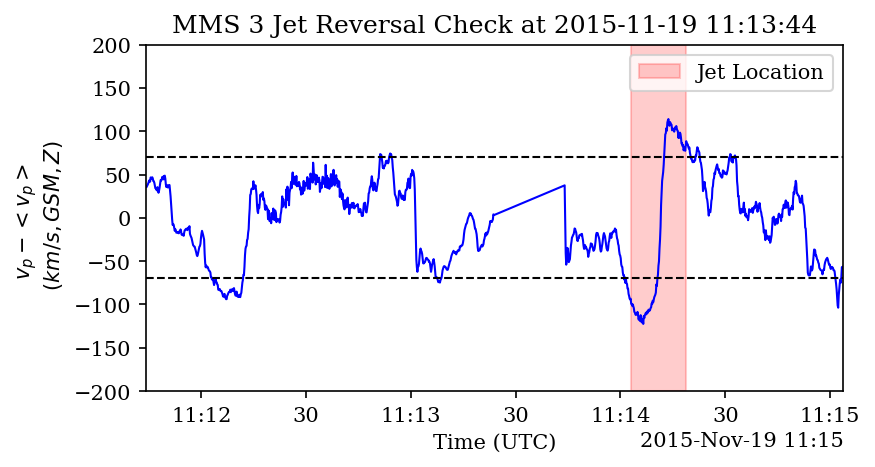 MMS 3 Jet Reversal Check at 2015-11-19 11:13:44
200
150
100
50
0
−50
−100
−150
−200
v_p − <v_p>
(km/s, GSM, Z)
Jet Location
11:12
30
11:13
30
11:14
30
11:15
Time (UTC)
2015-Nov-19 11:15